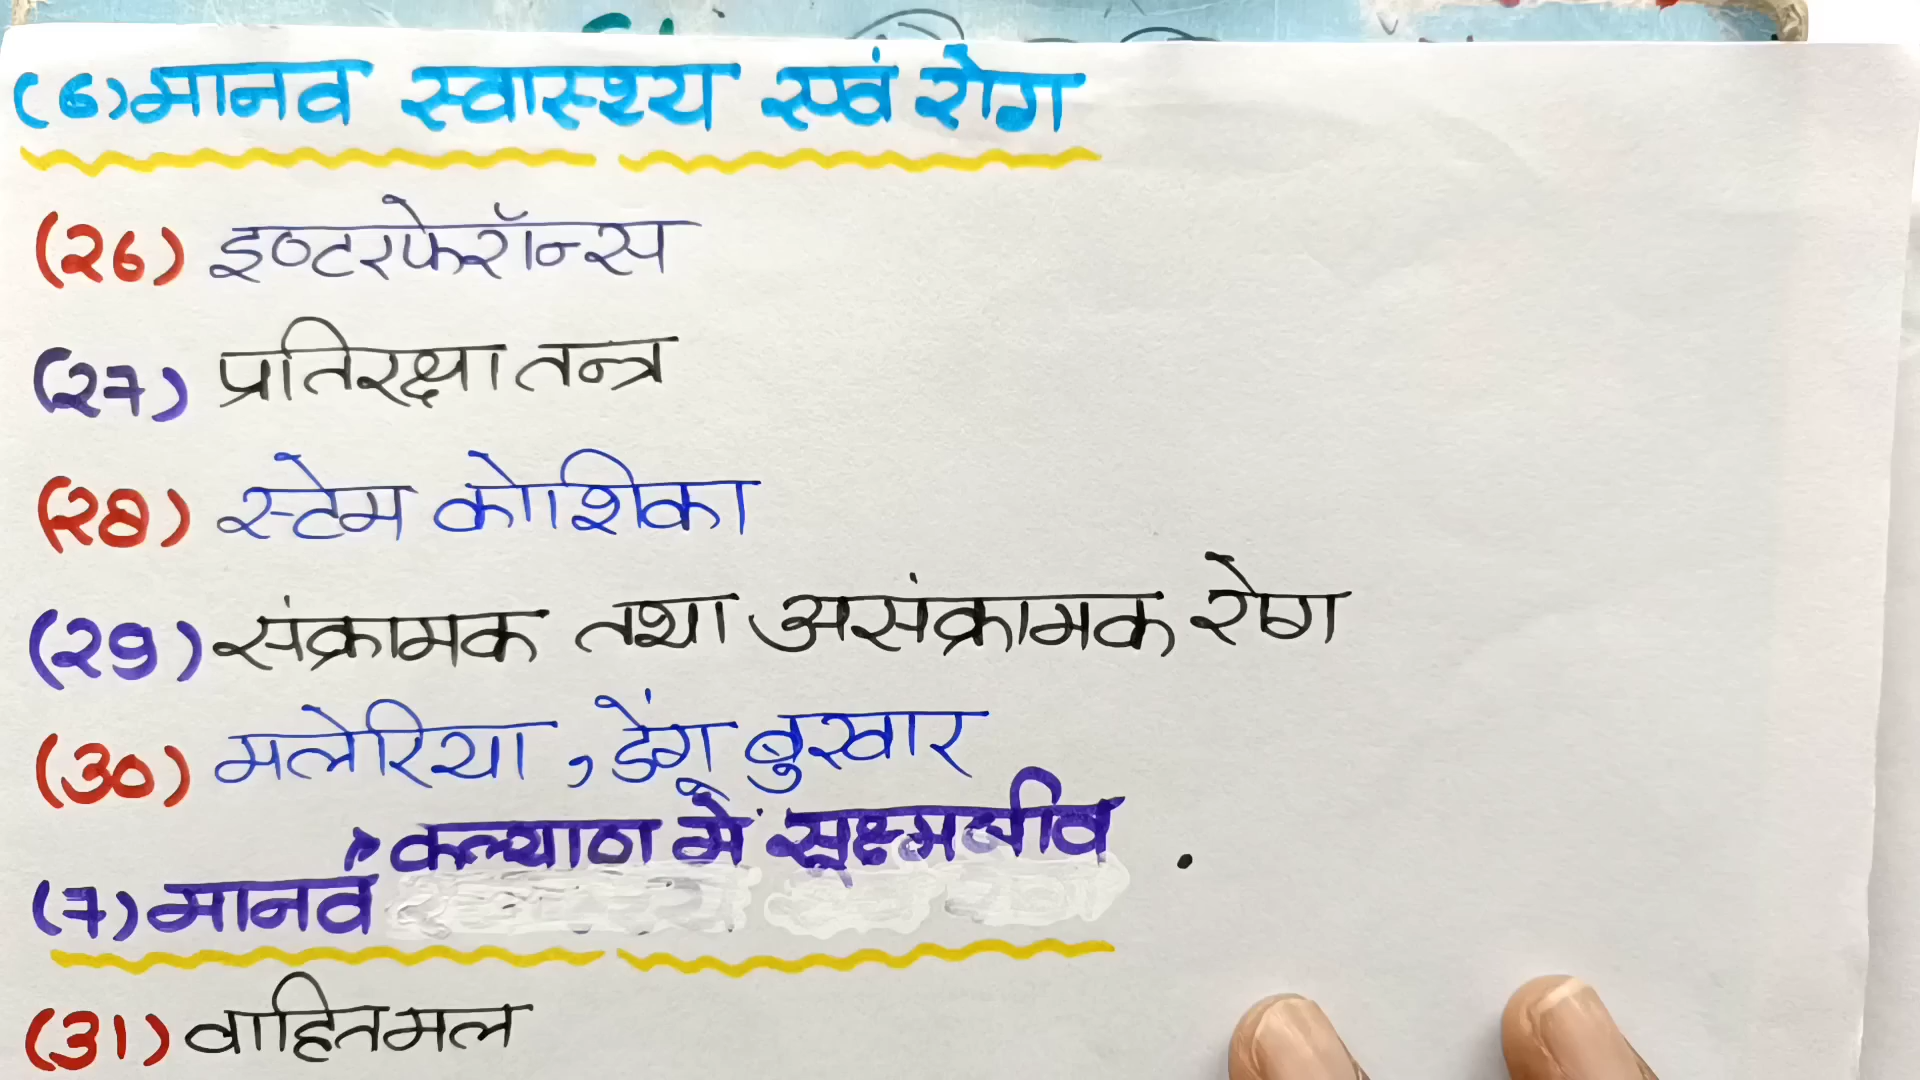 (6) मानव स्वास्थ्य एवं रोग
(26) इण्टरफेरॉन्स
(27) प्रतिरक्षा तन्त्र
(28) स्टेम कोशिका
(29) संक्रामक तथा असंक्रामक रोग
(30) मलेरिया , डेंगू बुखार
कल्याण में सूक्ष्मजीव .
(7) मानव
(31) वाहितमल